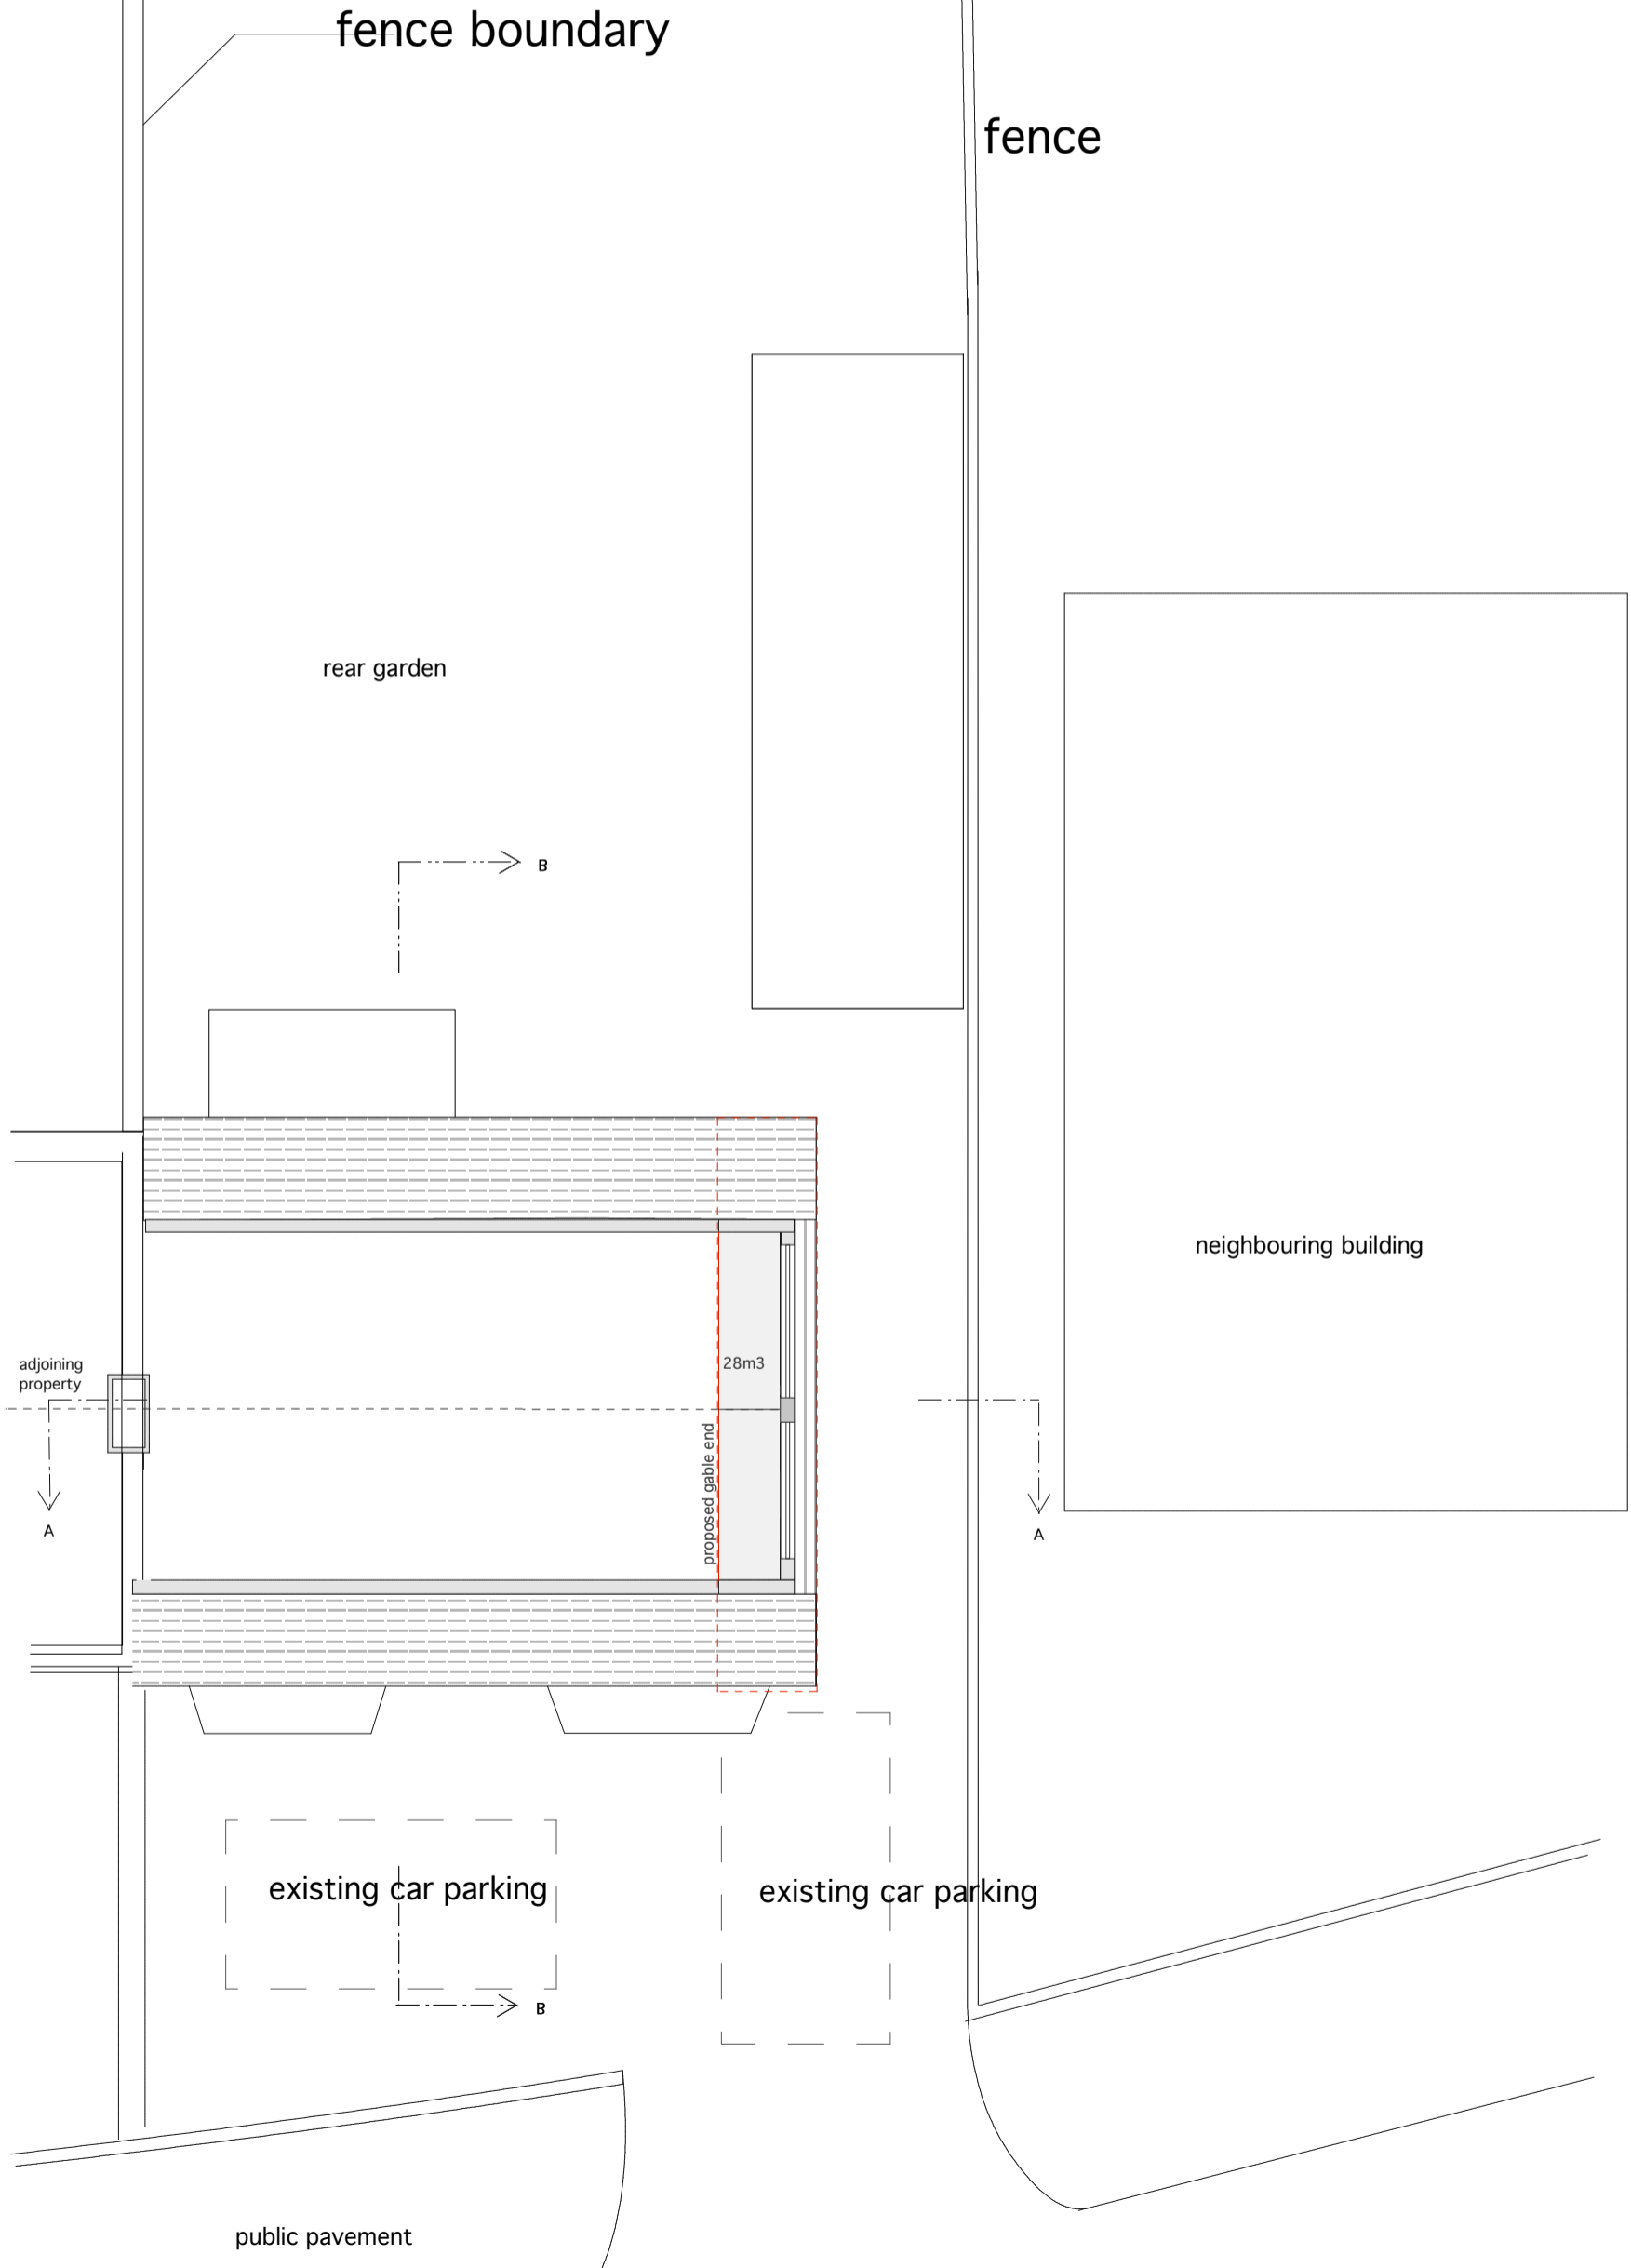 fence boundary
fence
rear garden
B
neighbouring building
adjoining
property
28m3
proposed gable end
A
A
existing car parking
existing car parking
B
public pavement